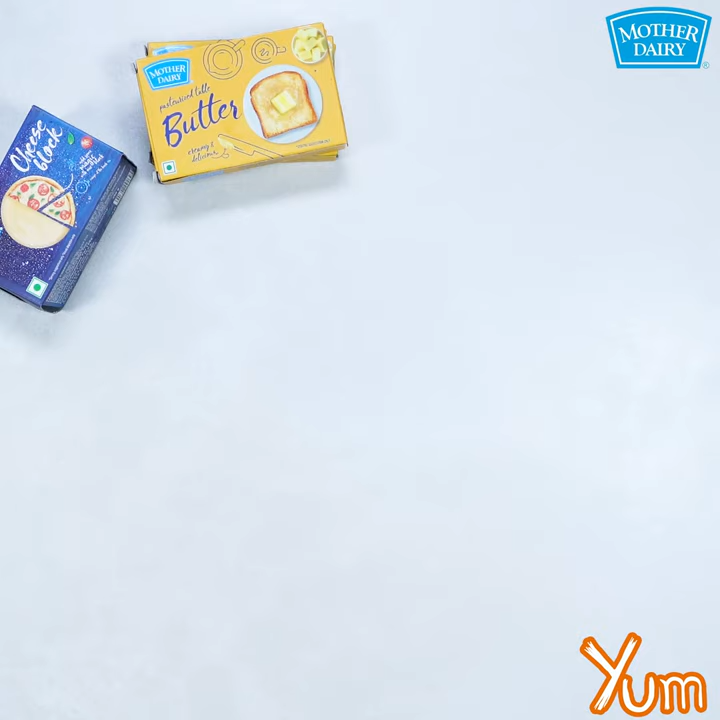 MOTHER
DAIRY
®
MOTHER
DAIRY
pasteurised table
Butter
creamy &
delicious
Cheese
block
Yum